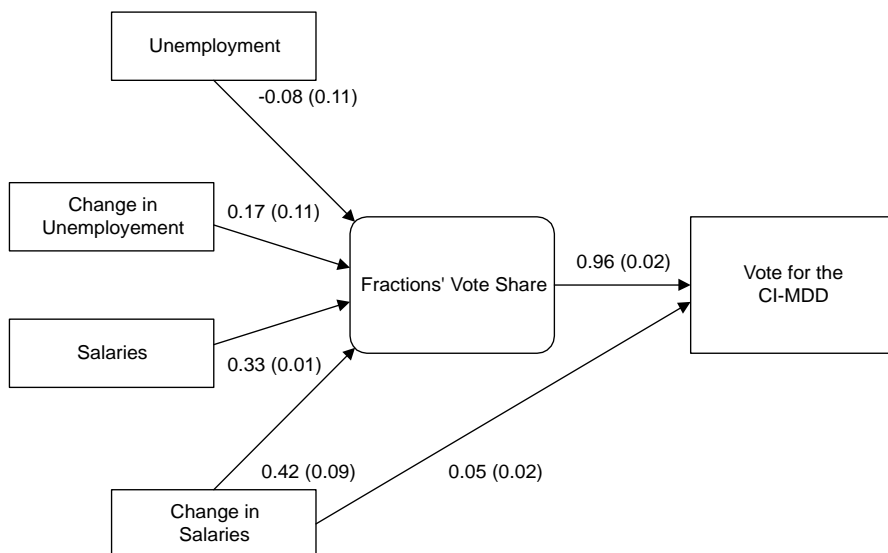 Unemployment
-0.08 (0.11)
Change in
Unemployement
0.17 (0.11)
Fractions' Vote Share
0.96 (0.02)
Vote for the
CI-MDD
Salaries
0.33 (0.01)
0.42 (0.09)
0.05 (0.02)
Change in
Salaries